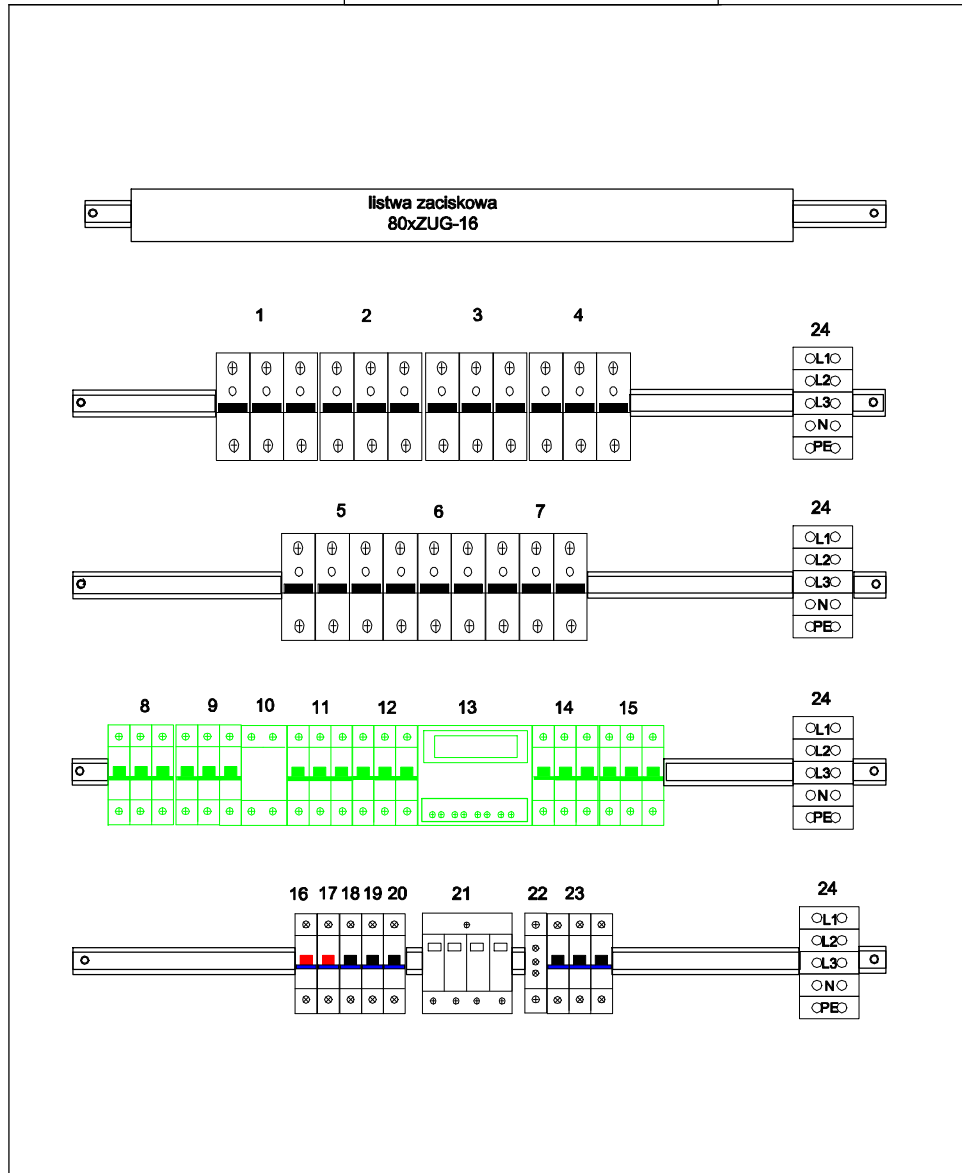 listwa zaciskowa
80xZUG-16
1 2 3 4 24
L1
L2
L3
N
PE
5 6 7 24
L1
L2
L3
N
PE
8 9 10 11 12 13 14 15 24
L1
L2
L3
N
PE
16 17 18 19 20 21 22 23 24
L1
L2
L3
N
PE